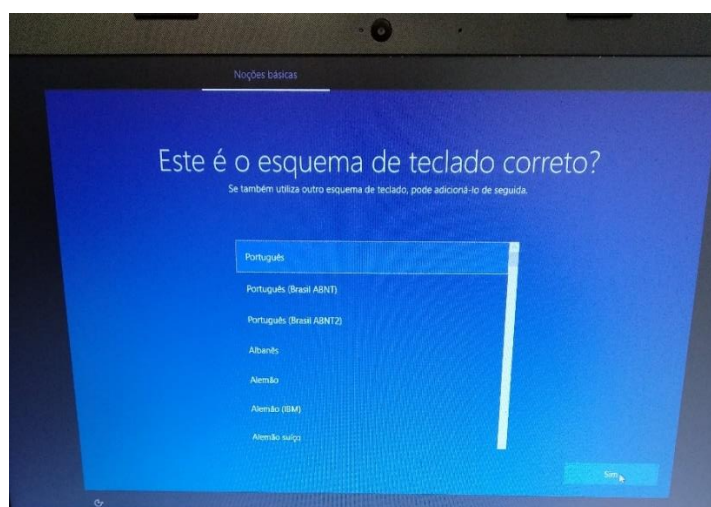 Noções básicas
Este é o esquema de teclado correto?
Se também utiliza outro esquema de teclado, pode adicioná-lo de seguida.
Português
Português (Brasil ABNT)
Português (Brasil ABNT2)
Albanês
Alemão
Alemão (IBM)
Alemão suíço
Sim